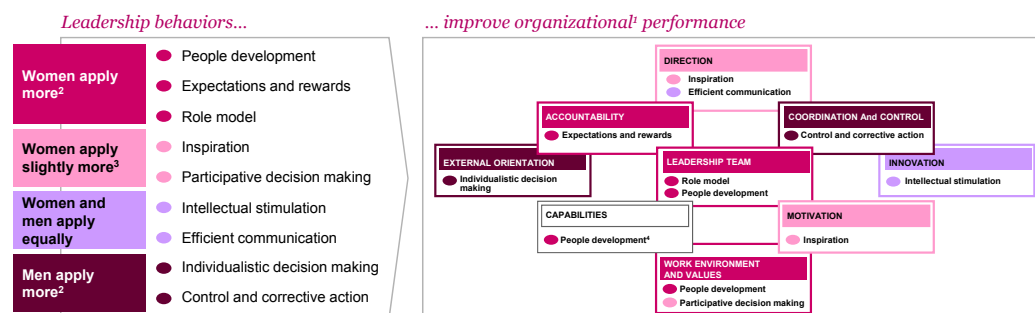 Leadership behaviors...
... improve organizational¹ performance
Women apply
more²
People development
Expectations and rewards
Role model
Women apply
slightly more³
Inspiration
Participative decision making
Women and
men apply
equally
Intellectual stimulation
Efficient communication
Men apply
more²
Individualistic decision making
Control and corrective action
DIRECTION
Inspiration
Efficient communication
ACCOUNTABILITY
Expectations and rewards
COORDINATION And CONTROL
Control and corrective action
EXTERNAL ORIENTATION
Individualistic decision
making
LEADERSHIP TEAM
Role model
People development
INNOVATION
Intellectual stimulation
CAPABILITIES
People development⁴
MOTIVATION
Inspiration
WORK ENVIRONMENT
AND VALUES
People development
Participative decision making